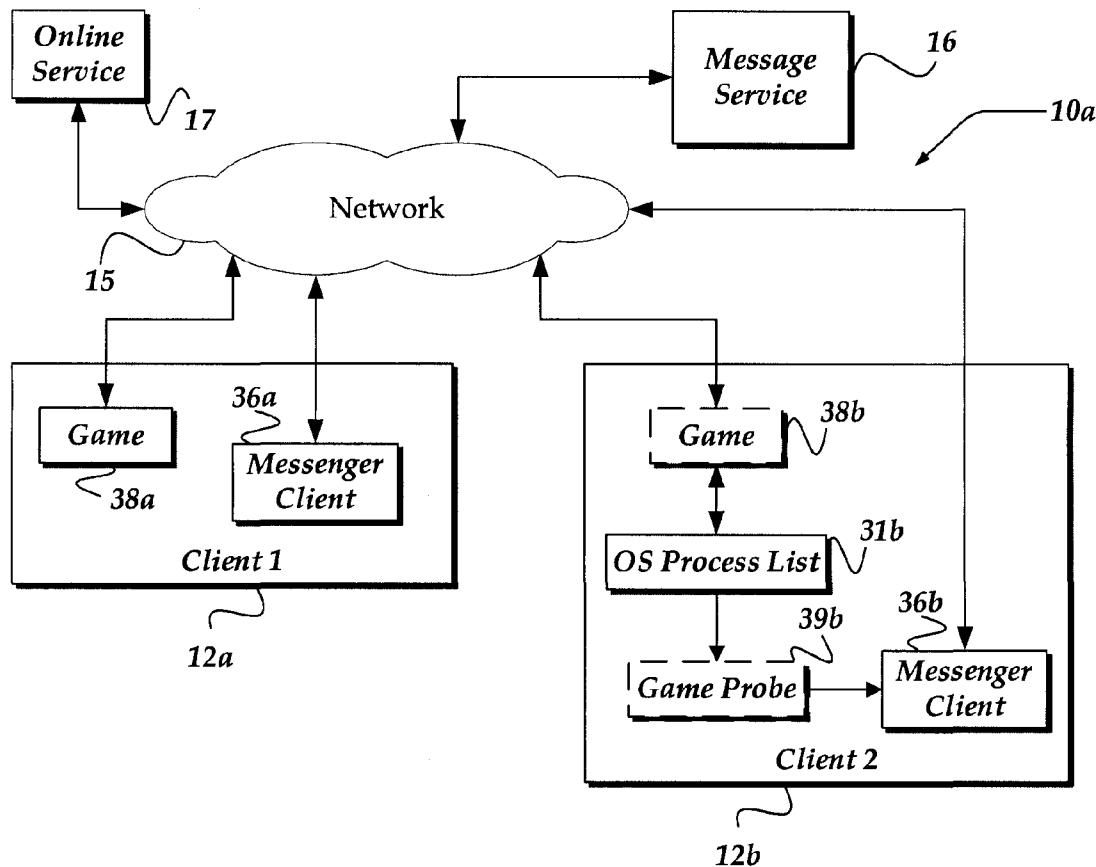 Online
Service
17
Message
Service
16
10a
Network
15
Game
38a
36a
Messenger
Client
Client 1
12a
Game
38b
OS Process List
31b
Game Probe
39b
36b
Messenger
Client
Client 2
12b